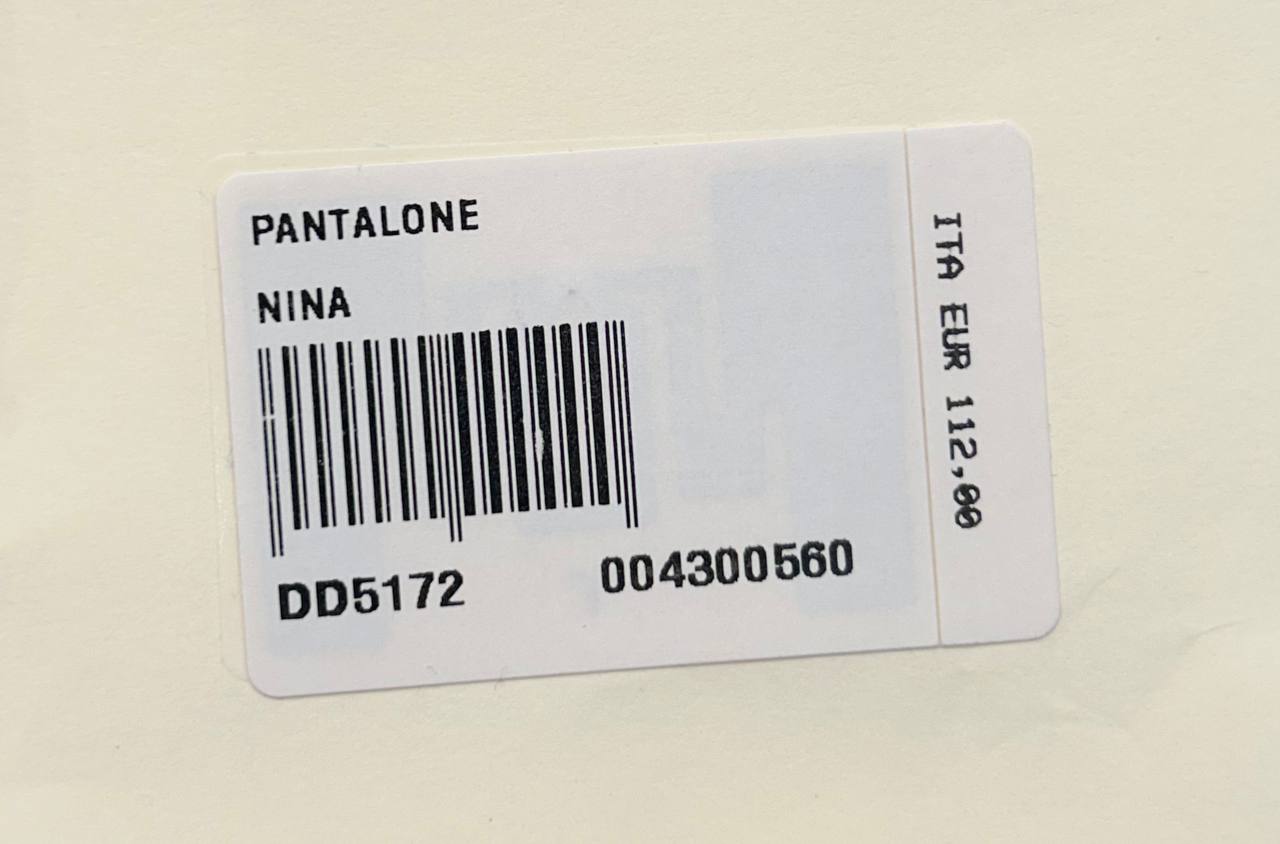 PANTALONE
NINA
DD5172
004300560
ITA EUR 112,00